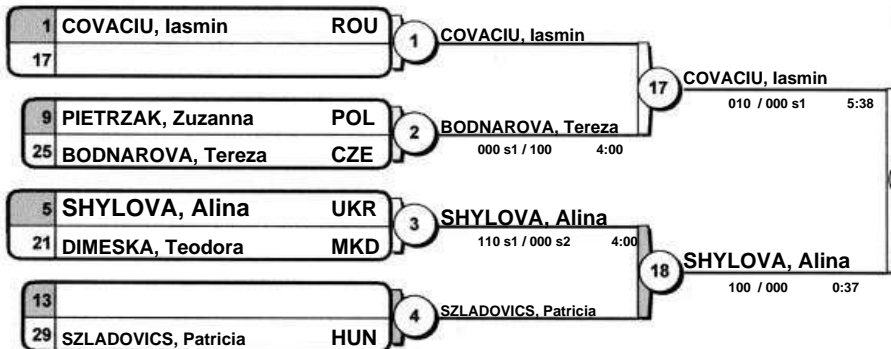 1 COVACIU, Iasmin ROU
17
1
COVACIU, Iasmin
9 PIETRZAK, Zuzanna POL
25 BODNAROVA, Tereza CZE
2
BODNAROVA, Tereza
000 s1 / 100 4:00
17
COVACIU, Iasmin
010 / 000 s1 5:38
5 SHYLOVA, Alina UKR
21 DIMESKA, Teodora MKD
3
SHYLOVA, Alina
110 s1 / 000 s2 4:00
13
29 SZLADOVICS, Patricia HUN
4
SZLADOVICS, Patricia
18
SHYLOVA, Alina
100 / 000 0:37